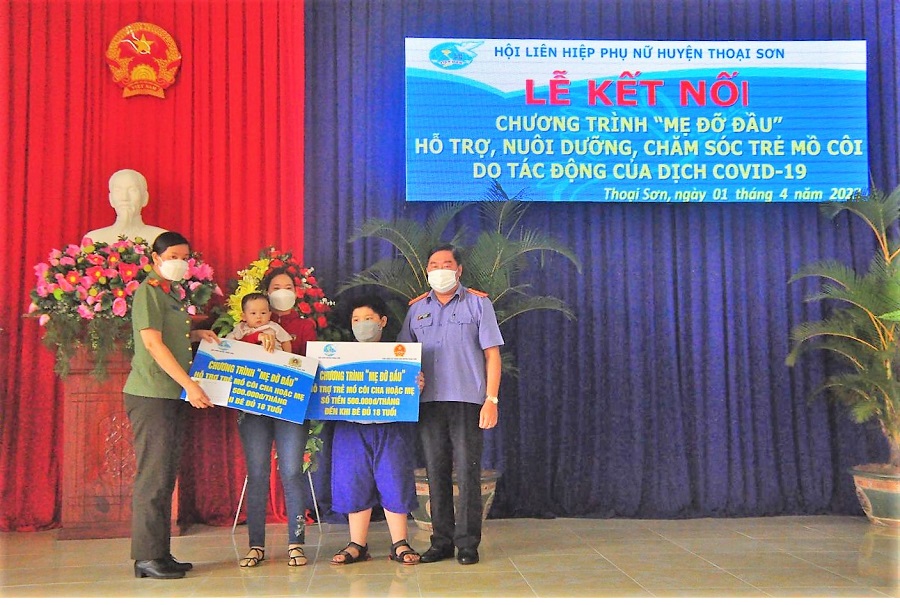 VIỆT NAM
HỘI LIÊN HIỆP PHỤ NỮ HUYỆN THOẠI SƠN
LỄ KẾT NỐI
CHƯƠNG TRÌNH "MẸ ĐỠ ĐẦU"
HỖ TRỢ, NUÔI DƯỠNG, CHĂM SÓC TRẺ MỒ CÔI
DO TÁC ĐỘNG CỦA DỊCH COVID-19
Thoại Sơn, ngày 01 tháng 4 năm
CHƯƠNG TRÌNH "MẸ ĐỠ ĐẦU"
HỖ TRỢ TRẺ MỒ CÔI CHA HOẶC MẸ
500.000đ/THÁNG
BÉ ĐỦ 18 TUỔI
CHƯƠNG TRÌNH "MẸ ĐỠ ĐẦU"
HỖ TRỢ TRẺ MỒ CÔI CHA HOẶC MẸ
SỐ TIỀN 500.000đ/THÁNG
ĐẾN KHI BÉ ĐỦ 18 TUỔI